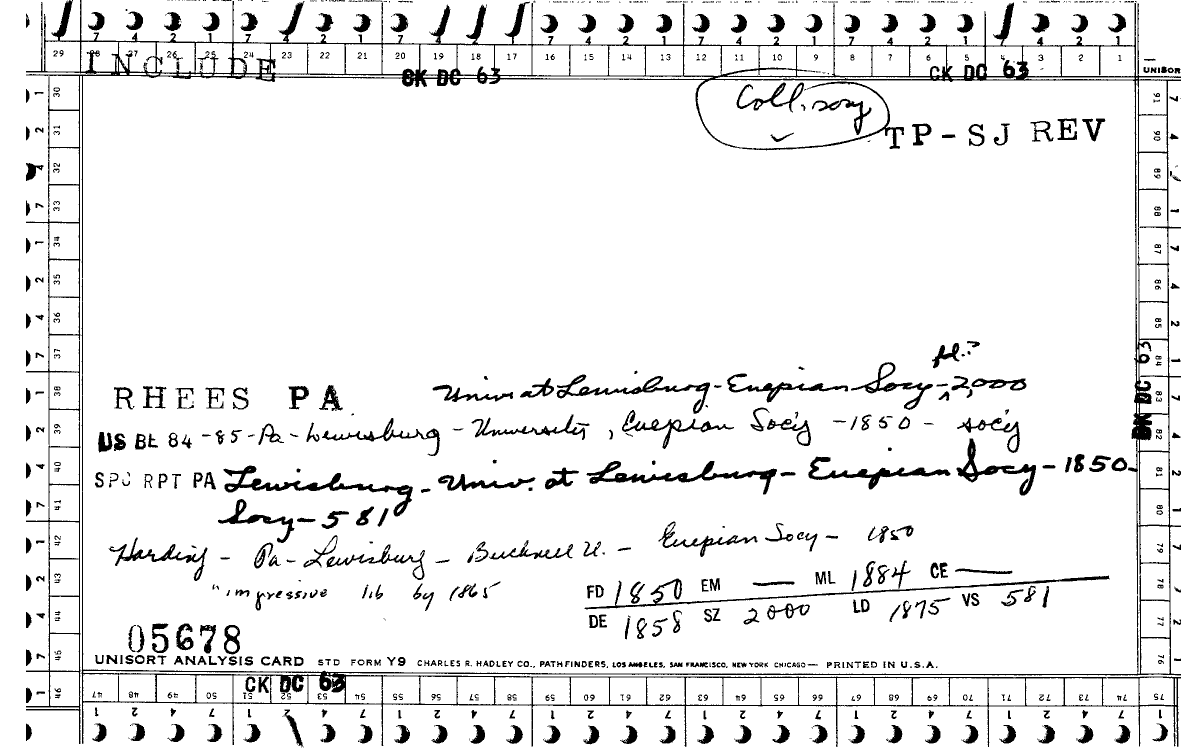 7 4 2 1 7 4 2 1 7 4 2 1 7 4 2 1 7 4 2 1 7 4 2 1 7 4 2 1
29 28 27 26 25 24 23 22 21 20 19 18 17 16 15 14 13 12 11 10 9 8 7 6 5 4 3 2 1
INCLUDE CK DC 63 CK DC 63 UNISORT
Coll. socy
TP-SJ REV
fl.?
RHEES PA Univ at Lewisburg - Euepian Socy - 2,000
US BE 84-85-Pa-Lewisburg - University, Euepian Soc'y - 1850 - soc'y
SPC RPT PA Lewisburg - Univ. at Lewisburg - Euepian Socy - 1850 -
Socy - 581
Harding - Pa - Lewisburg - Bucknell U. - Euepian Socy - 1850
"impressive lib by 1865
FD 1850 EM — ML 1884 CE —
DE 1858 SZ 2000 LD 1875 VS 581
05678
UNISORT ANALYSIS CARD STD FORM Y9 CHARLES R. HADLEY CO., PATHFINDERS, LOS ANGELES, SAN FRANCISCO, NEW YORK CHICAGO — PRINTED IN U.S.A.
CK DC 63
47 48 49 50 51 52 53 54 55 56 57 58 59 60 61 62 63 64 65 66 67 68 69 70 71 72 73 74 75
1 2 4 7 1 2 4 7 1 2 4 7 1 2 4 7 1 2 4 7 1 2 4 7 1 2 4 7 1
30 31 32 33 34 35 36 37 38 39 40 41 42 43 44 45 46
91 90 89 88 87 86 85 84 83 82 81 80 79 78 77 76
DC 63